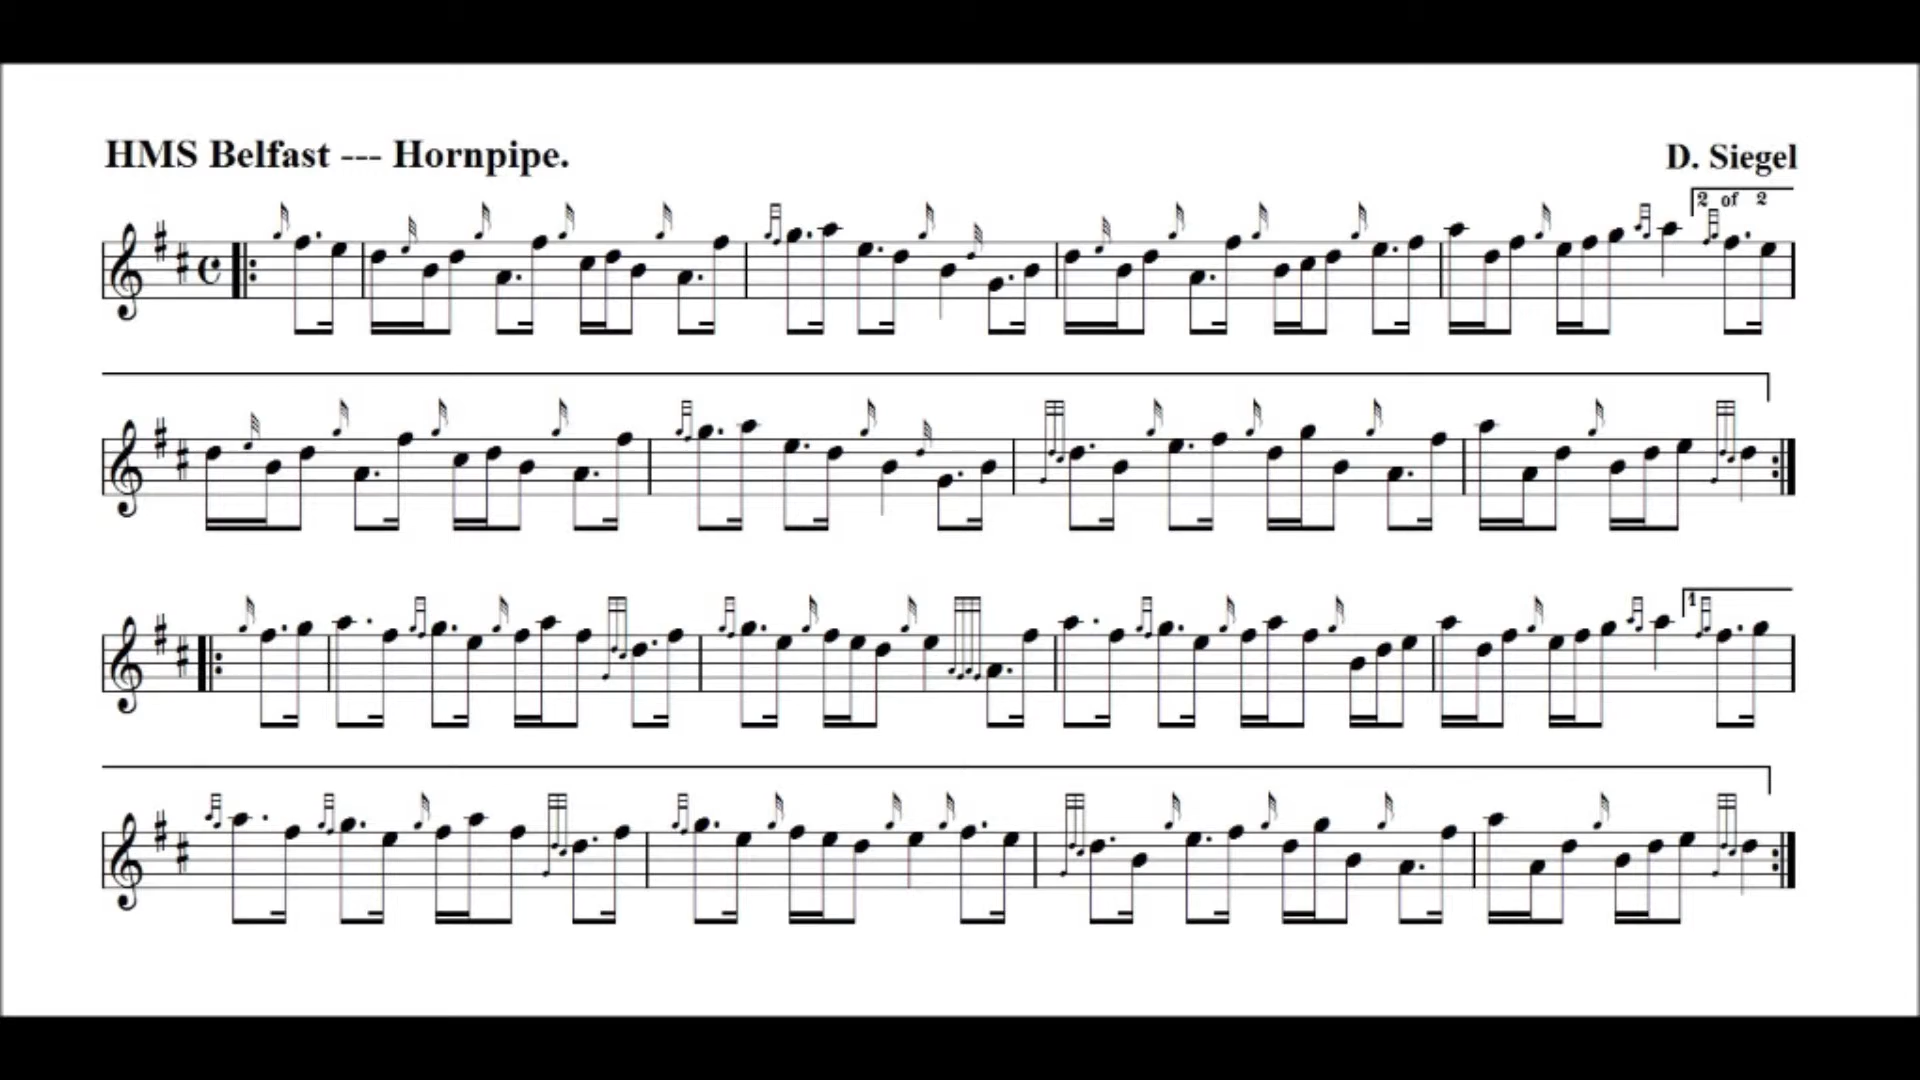 HMS Belfast --- Hornpipe.
D. Siegel
2 of 2
1